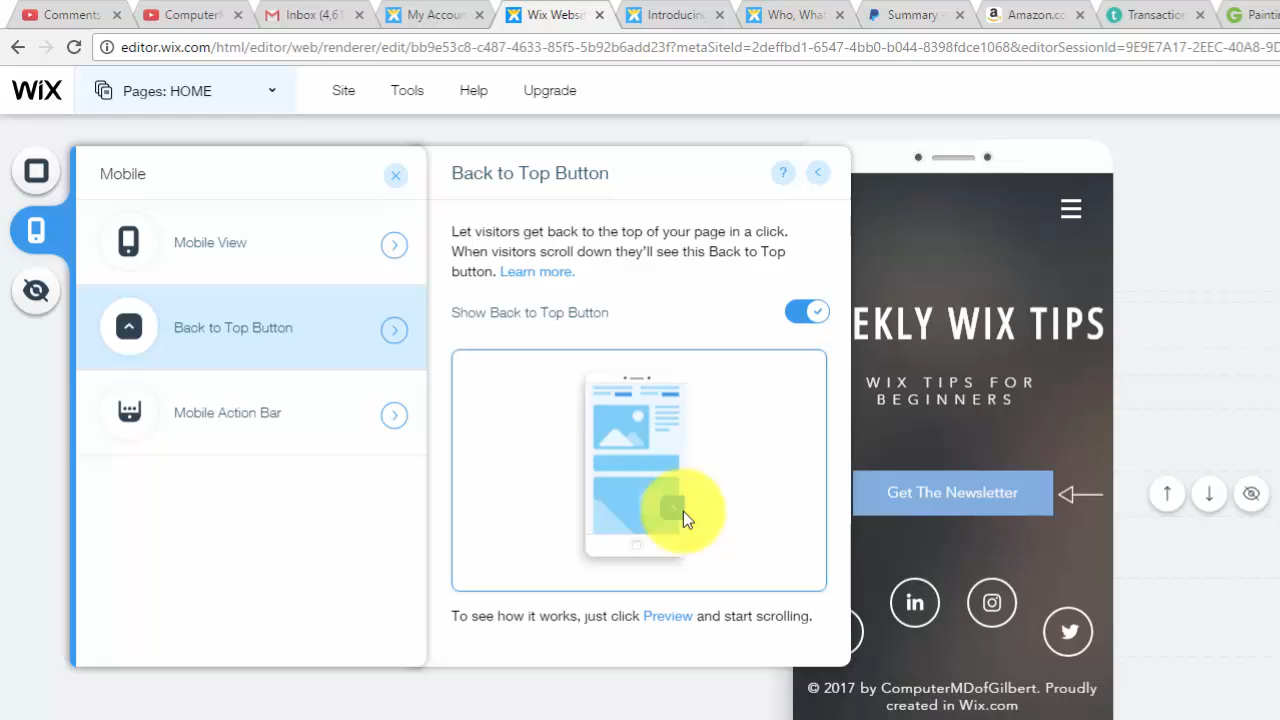 Comments
ComputerA
Inbox (4,61
My Accour
Wix Websit
Introducing
Who, What
Summary -
Amazon.co
Transaction
Painti
editor.wix.com/html/editor/web/renderer/edit/bb9e53c8-c487-4633-85f5-5b92b6add23f?metaSiteId=2deffbd1-6547-4bb0-b044-8398fdce1068&editorSessionId=9E9E7A17-2EEC-40A8-9D
WiX
Pages: HOME
Site
Tools
Help
Upgrade
Mobile
Mobile View
Back to Top Button
Mobile Action Bar
Back to Top Button
?
Let visitors get back to the top of your page in a click.
When visitors scroll down they'll see this Back to Top
button. Learn more.
Show Back to Top Button
To see how it works, just click Preview and start scrolling.
EKLY WIX TIPS
WIX TIPS FOR
BEGINNERS
Get The Newsletter
in
© 2017 by ComputerMDofGilbert. Proudly
created in Wix.com